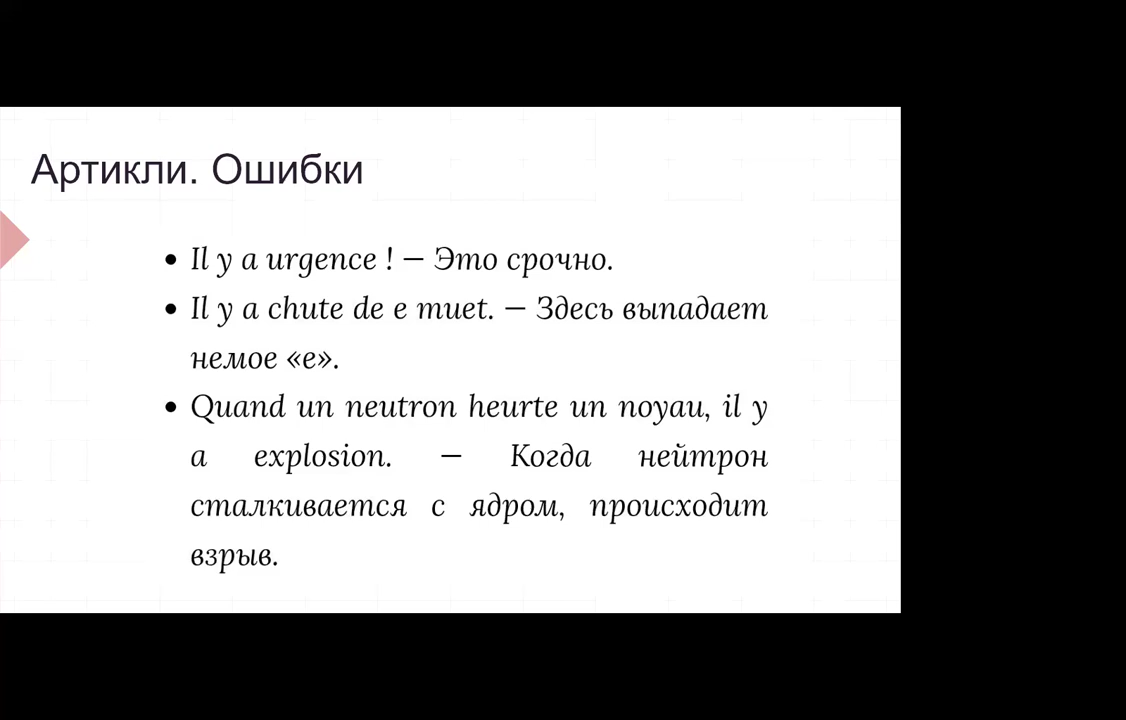 Артикли. Ошибки
• Il y a urgence ! — Это срочно.
• Il y a chute de e muet. — Здесь выпадает
немое «е».
• Quand un neutron heurte un noyau, il y
a explosion. — Когда нейтрон
сталкивается с ядром, происходит
взрыв.